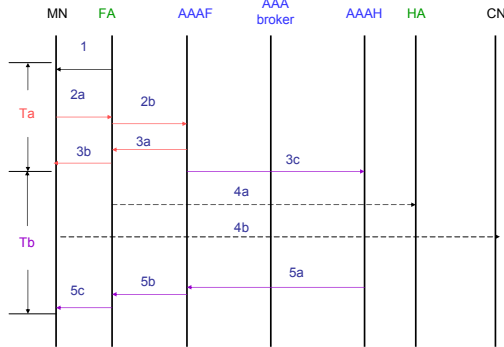 MN FA AAAF AAA broker AAAH HA CN
1
2a 2b
Ta
3a
3b 3c
4a
4b
Tb
5a
5c 5b